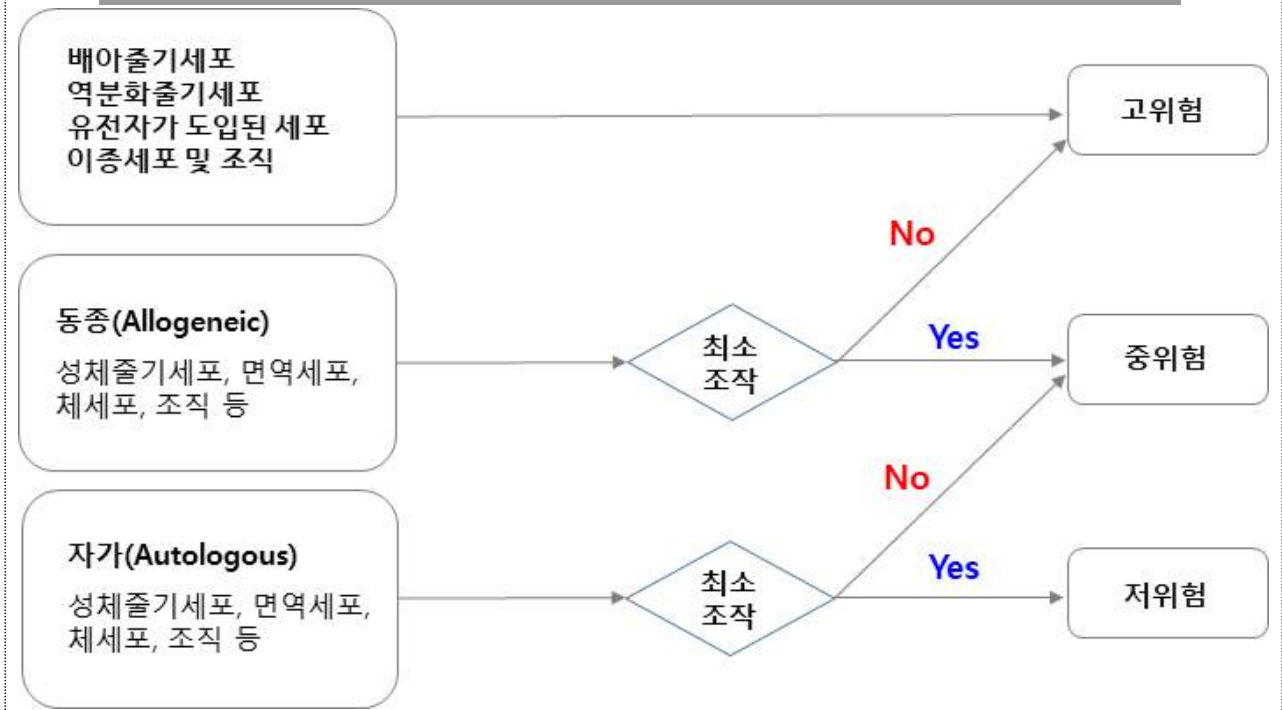 배아줄기세포
역분화줄기세포
유전자가 도입된 세포
이종세포 및 조직
고위험
No
동종(Allogeneic)
성체줄기세포, 면역세포,
체세포, 조직 등
최소
조작
Yes
중위험
No
자가(Autologous)
성체줄기세포, 면역세포,
체세포, 조직 등
최소
조작
Yes
저위험